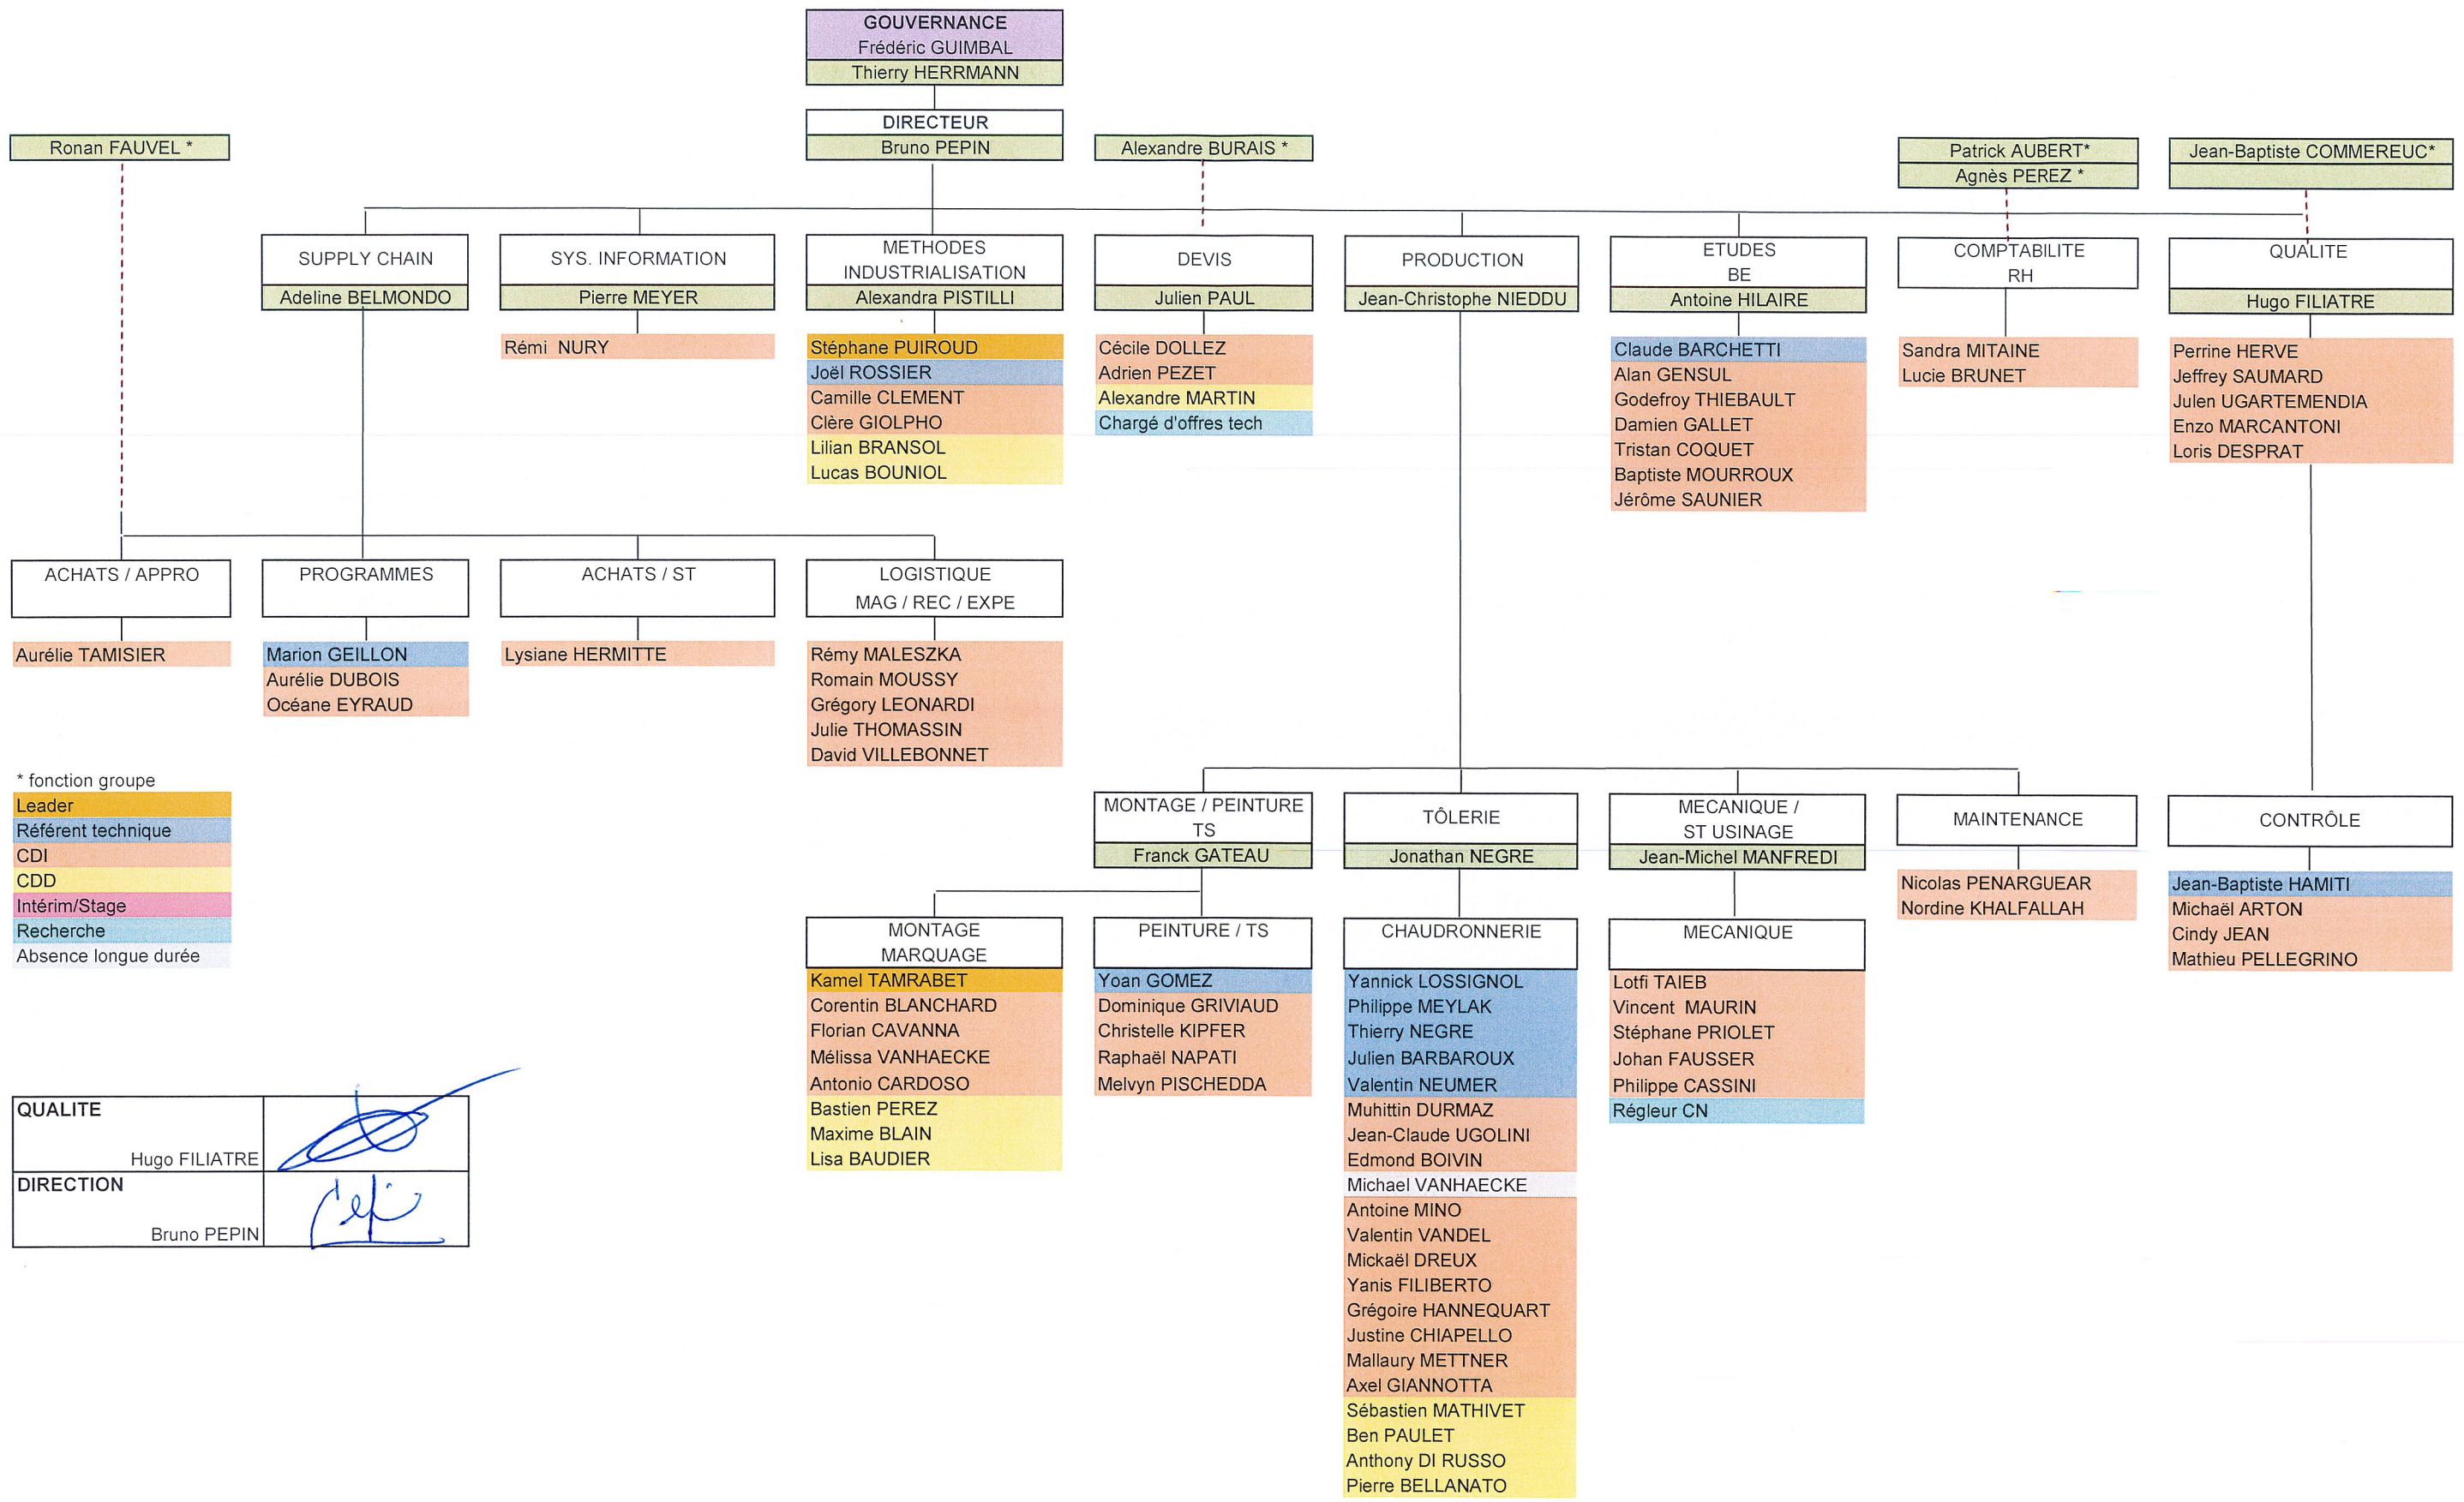 GOUVERNANCE
Frédéric GUIMBAL
Thierry HERRMANN
DIRECTEUR
Bruno PEPIN
Ronan FAUVEL *
Alexandre BURAIS *
Patrick AUBERT*
Agnès PEREZ *
Jean-Baptiste COMMEREUC*
SUPPLY CHAIN
Adeline BELMONDO
SYS. INFORMATION
Pierre MEYER
Rémi NURY
METHODES
INDUSTRIALISATION
Alexandra PISTILLI
Stéphane PUIROUD
Joël ROSSIER
Camille CLEMENT
Clère GIOLPHO
Lilian BRANSOL
Lucas BOUNIOL
DEVIS
Julien PAUL
Cécile DOLLEZ
Adrien PEZET
Alexandre MARTIN
Chargé d'offres tech
PRODUCTION
Jean-Christophe NIEDDU
ETUDES
BE
Antoine HILAIRE
Claude BARCHETTI
Alan GENSUL
Godefroy THIEBAULT
Damien GALLET
Tristan COQUET
Baptiste MOURROUX
Jérôme SAUNIER
COMPTABILITE
RH
Sandra MITAINE
Lucie BRUNET
QUALITE
Hugo FILIATRE
Perrine HERVE
Jeffrey SAUMARD
Julen UGARTEMENDIA
Enzo MARCANTONI
Loris DESPRAT
ACHATS / APPRO
Aurélie TAMISIER
PROGRAMMES
Marion GEILLON
Aurélie DUBOIS
Océane EYRAUD
ACHATS / ST
Lysiane HERMITTE
LOGISTIQUE
MAG / REC / EXPE
Rémy MALESZKA
Romain MOUSSY
Grégory LEONARDI
Julie THOMASSIN
David VILLEBONNET
* fonction groupe
Leader
Référent technique
CDI
CDD
Intérim/Stage
Recherche
Absence longue durée
MONTAGE / PEINTURE
TS
Franck GATEAU
TÔLERIE
Jonathan NEGRE
MECANIQUE /
ST USINAGE
Jean-Michel MANFREDI
MAINTENANCE
Nicolas PENARGUEAR
Nordine KHALFALLAH
CONTRÔLE
Jean-Baptiste HAMITI
Michaël ARTON
Cindy JEAN
Mathieu PELLEGRINO
MONTAGE
MARQUAGE
Kamel TAMRABET
Corentin BLANCHARD
Florian CAVANNA
Mélissa VANHAECKE
Antonio CARDOSO
Bastien PEREZ
Maxime BLAIN
Lisa BAUDIER
PEINTURE / TS
Yoan GOMEZ
Dominique GRIVIAUD
Christelle KIPFER
Raphaël NAPATI
Melvyn PISCHEDDA
CHAUDRONNERIE
Yannick LOSSIGNOL
Philippe MEYLAK
Thierry NEGRE
Julien BARBAROUX
Valentin NEUMER
Muhittin DURMAZ
Jean-Claude UGOLINI
Edmond BOIVIN
Michael VANHAECKE
Antoine MINO
Valentin VANDEL
Mickaël DREUX
Yanis FILIBERTO
Grégoire HANNEQUART
Justine CHIAPELLO
Mallaury METTNER
Axel GIANNOTTA
Sébastien MATHIVET
Ben PAULET
Anthony DI RUSSO
Pierre BELLANATO
MECANIQUE
Lotfi TAIEB
Vincent MAURIN
Stéphane PRIOLET
Johan FAUSSER
Philippe CASSINI
Régleur CN
QUALITE
Hugo FILIATRE
DIRECTION
Bruno PEPIN